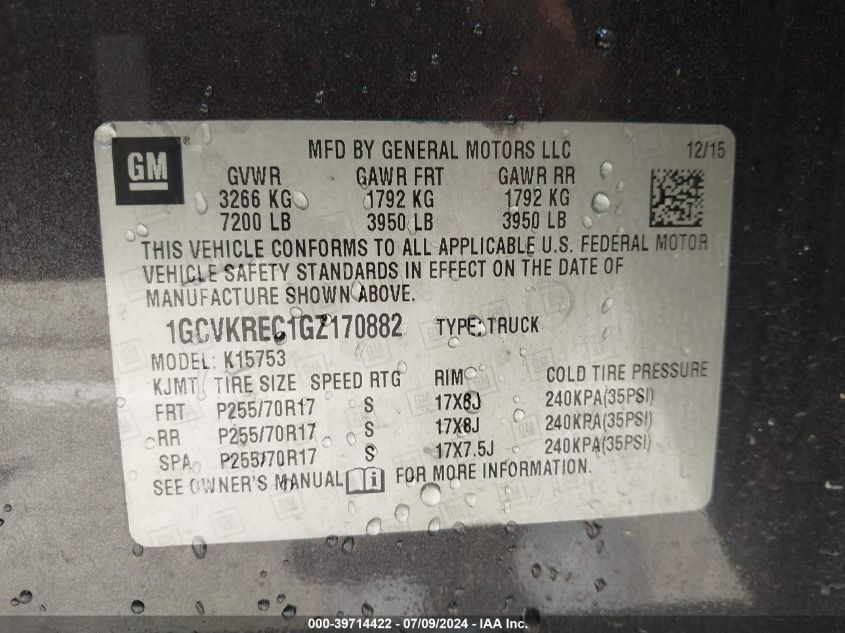 GM
MFD BY GENERAL MOTORS LLC 12/15
GVWR GAWR FRT GAWR RR
3266 KG 1792 KG 1792 KG
7200 LB 3950 LB 3950 LB
THIS VEHICLE CONFORMS TO ALL APPLICABLE U.S. FEDERAL MOTOR
VEHICLE SAFETY STANDARDS IN EFFECT ON THE DATE OF
MANUFACTURE SHOWN ABOVE.
1GCVKREC1GZ170882 TYPE: TRUCK
MODEL: K15753
KJMT TIRE SIZE SPEED RTG RIM COLD TIRE PRESSURE
FRT P255/70R17 S 17X8J 240KPA(35PSI)
RR P255/70R17 S 17X8J 240KPA(35PSI)
SPA P255/70R17 S 17X7.5J 240KPA(35PSI)
SEE OWNER'S MANUAL i FOR MORE INFORMATION.
000-39714422 - 07/09/2024 - IAA Inc.